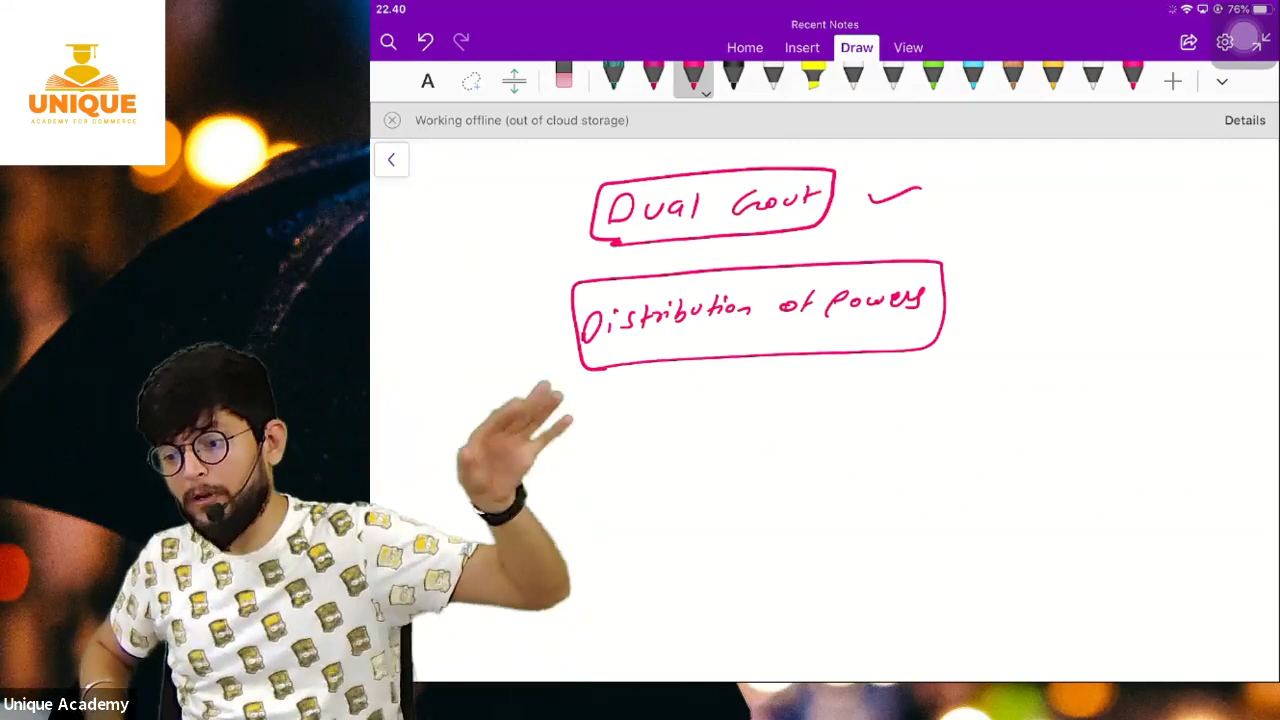 22.40
76%
Recent Notes
Home Insert Draw View
UNIQUE
ACADEMY FOR COMMERCE
A
Working offline (out of cloud storage)
Details
Dual Govt
Distribution of powers
Unique Academy